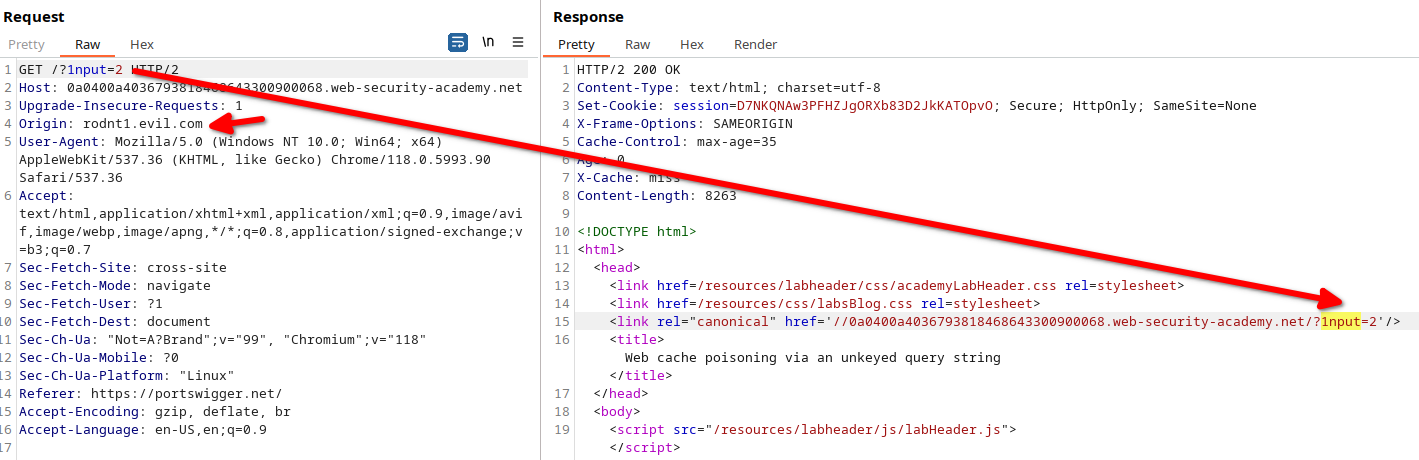 Request
Pretty Raw Hex
\n
1 GET /?1nput=2 HTTP/2
2 Host: 0a0400a4036793818468643300900068.web-security-academy.net
3 Upgrade-Insecure-Requests: 1
4 Origin: rodnt1.evil.com
5 User-Agent: Mozilla/5.0 (Windows NT 10.0; Win64; x64)
AppleWebKit/537.36 (KHTML, like Gecko) Chrome/118.0.5993.90
Safari/537.36
6 Accept:
text/html,application/xhtml+xml,application/xml;q=0.9,image/avi
f,image/webp,image/apng,*/*;q=0.8,application/signed-exchange;v
=b3;q=0.7
7 Sec-Fetch-Site: cross-site
8 Sec-Fetch-Mode: navigate
9 Sec-Fetch-User: ?1
10 Sec-Fetch-Dest: document
11 Sec-Ch-Ua: "Not=A?Brand";v="99", "Chromium";v="118"
12 Sec-Ch-Ua-Mobile: ?0
13 Sec-Ch-Ua-Platform: "Linux"
14 Referer: https://portswigger.net/
15 Accept-Encoding: gzip, deflate, br
16 Accept-Language: en-US,en;q=0.9
17
Response
Pretty Raw Hex Render
1 HTTP/2 200 OK
2 Content-Type: text/html; charset=utf-8
3 Set-Cookie: session=D7NKQNAw3PFHZJgORXb83D2JkKATOpvO; Secure; HttpOnly; SameSite=None
4 X-Frame-Options: SAMEORIGIN
5 Cache-Control: max-age=35
6 Age: 0
7 X-Cache: miss
8 Content-Length: 8263
9
10 <!DOCTYPE html>
11 <html>
12 <head>
13 <link href=/resources/labheader/css/academyLabHeader.css rel=stylesheet>
14 <link href=/resources/css/labsBlog.css rel=stylesheet>
15 <link rel="canonical" href='//0a0400a4036793818468643300900068.web-security-academy.net/?1nput=2'/>
16 <title>
Web cache poisoning via an unkeyed query string
</title>
17 </head>
18 <body>
19 <script src="/resources/labheader/js/labHeader.js">
</script>